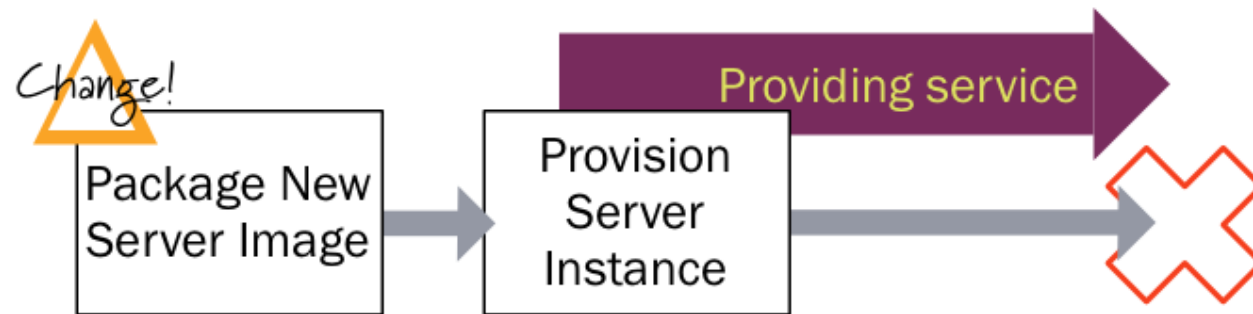 Change!
Package New
Server Image
Provision
Server
Instance
Providing service